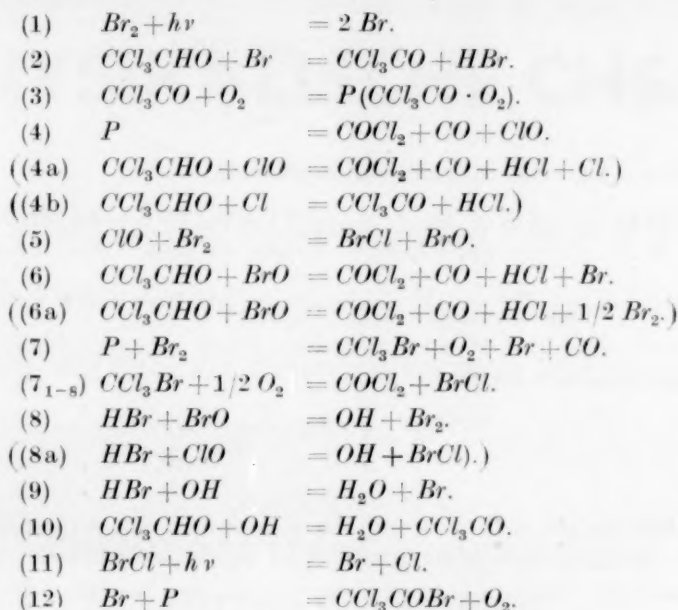 (1) Br₂ + hν = 2 Br.
(2) CCl₃CHO + Br = CCl₃CO + HBr.
(3) CCl₃CO + O₂ = P (CCl₃CO · O₂).
(4) P = COCl₂ + CO + ClO.
((4a) CCl₃CHO + ClO = COCl₂ + CO + HCl + Cl.)
((4b) CCl₃CHO + Cl = CCl₃CO + HCl.)
(5) ClO + Br₂ = BrCl + BrO.
(6) CCl₃CHO + BrO = COCl₂ + CO + HCl + Br.
((6a) CCl₃CHO + BrO = COCl₂ + CO + HCl + 1/2 Br₂.)
(7) P + Br₂ = CCl₃Br + O₂ + Br + CO.
(7₁₋₈) CCl₃Br + 1/2 O₂ = COCl₂ + BrCl.
(8) HBr + BrO = OH + Br₂.
((8a) HBr + ClO = OH + BrCl).)
(9) HBr + OH = H₂O + Br.
(10) CCl₃CHO + OH = H₂O + CCl₃CO.
(11) BrCl + hν = Br + Cl.
(12) Br + P = CCl₃COBr + O₂.